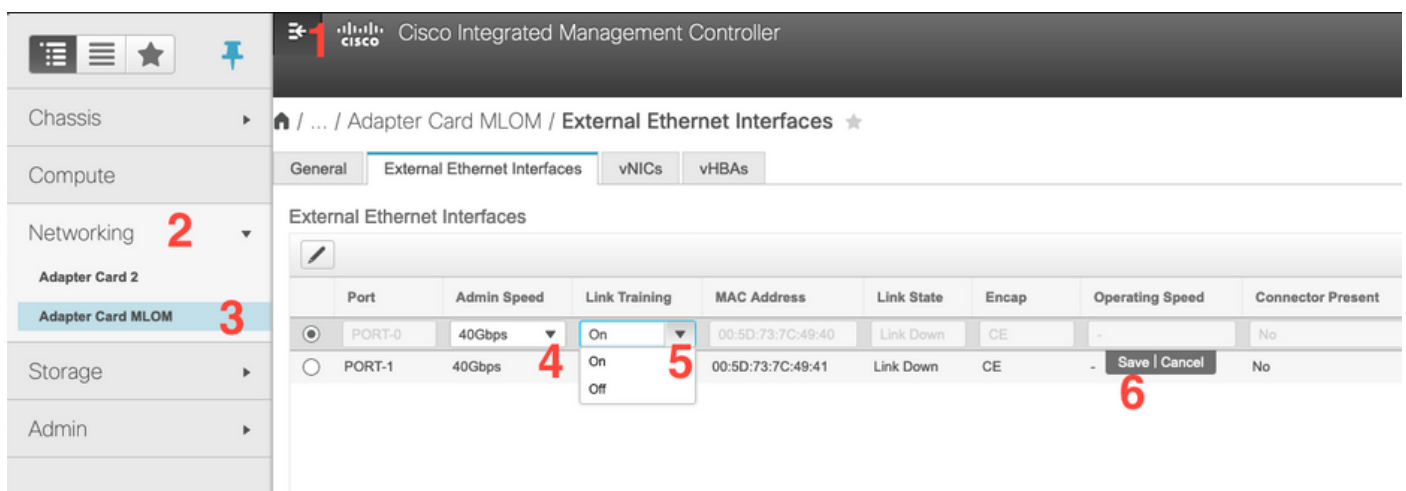 1 cisco Cisco Integrated Management Controller
Chassis
Compute
Networking 2
Adapter Card 2
Adapter Card MLOM 3
Storage
Admin
/ ... / Adapter Card MLOM / External Ethernet Interfaces
General External Ethernet Interfaces vNICs vHBAs
External Ethernet Interfaces
Port Admin Speed Link Training MAC Address Link State Encap Operating Speed Connector Present
PORT-0 40Gbps 4 On 5 00:5D:73:7C:49:40 Link Down CE - No
PORT-1 40Gbps On 00:5D:73:7C:49:41 Link Down CE - Save | Cancel No
Off
6